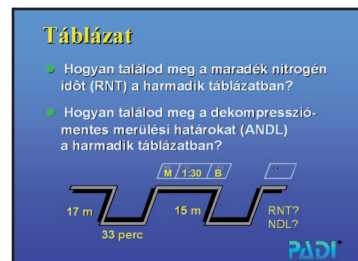 Táblázat
Hogyan találod meg a maradék nitrogén
időt (RNT) a harmadik táblázatban?
Hogyan találod meg a dekompresszió-
mentes merülési határokat (ANDL)
a harmadik táblázatban?
M 1:30 B
17 m 15 m RNT?
NDL?
33 perc
PADI